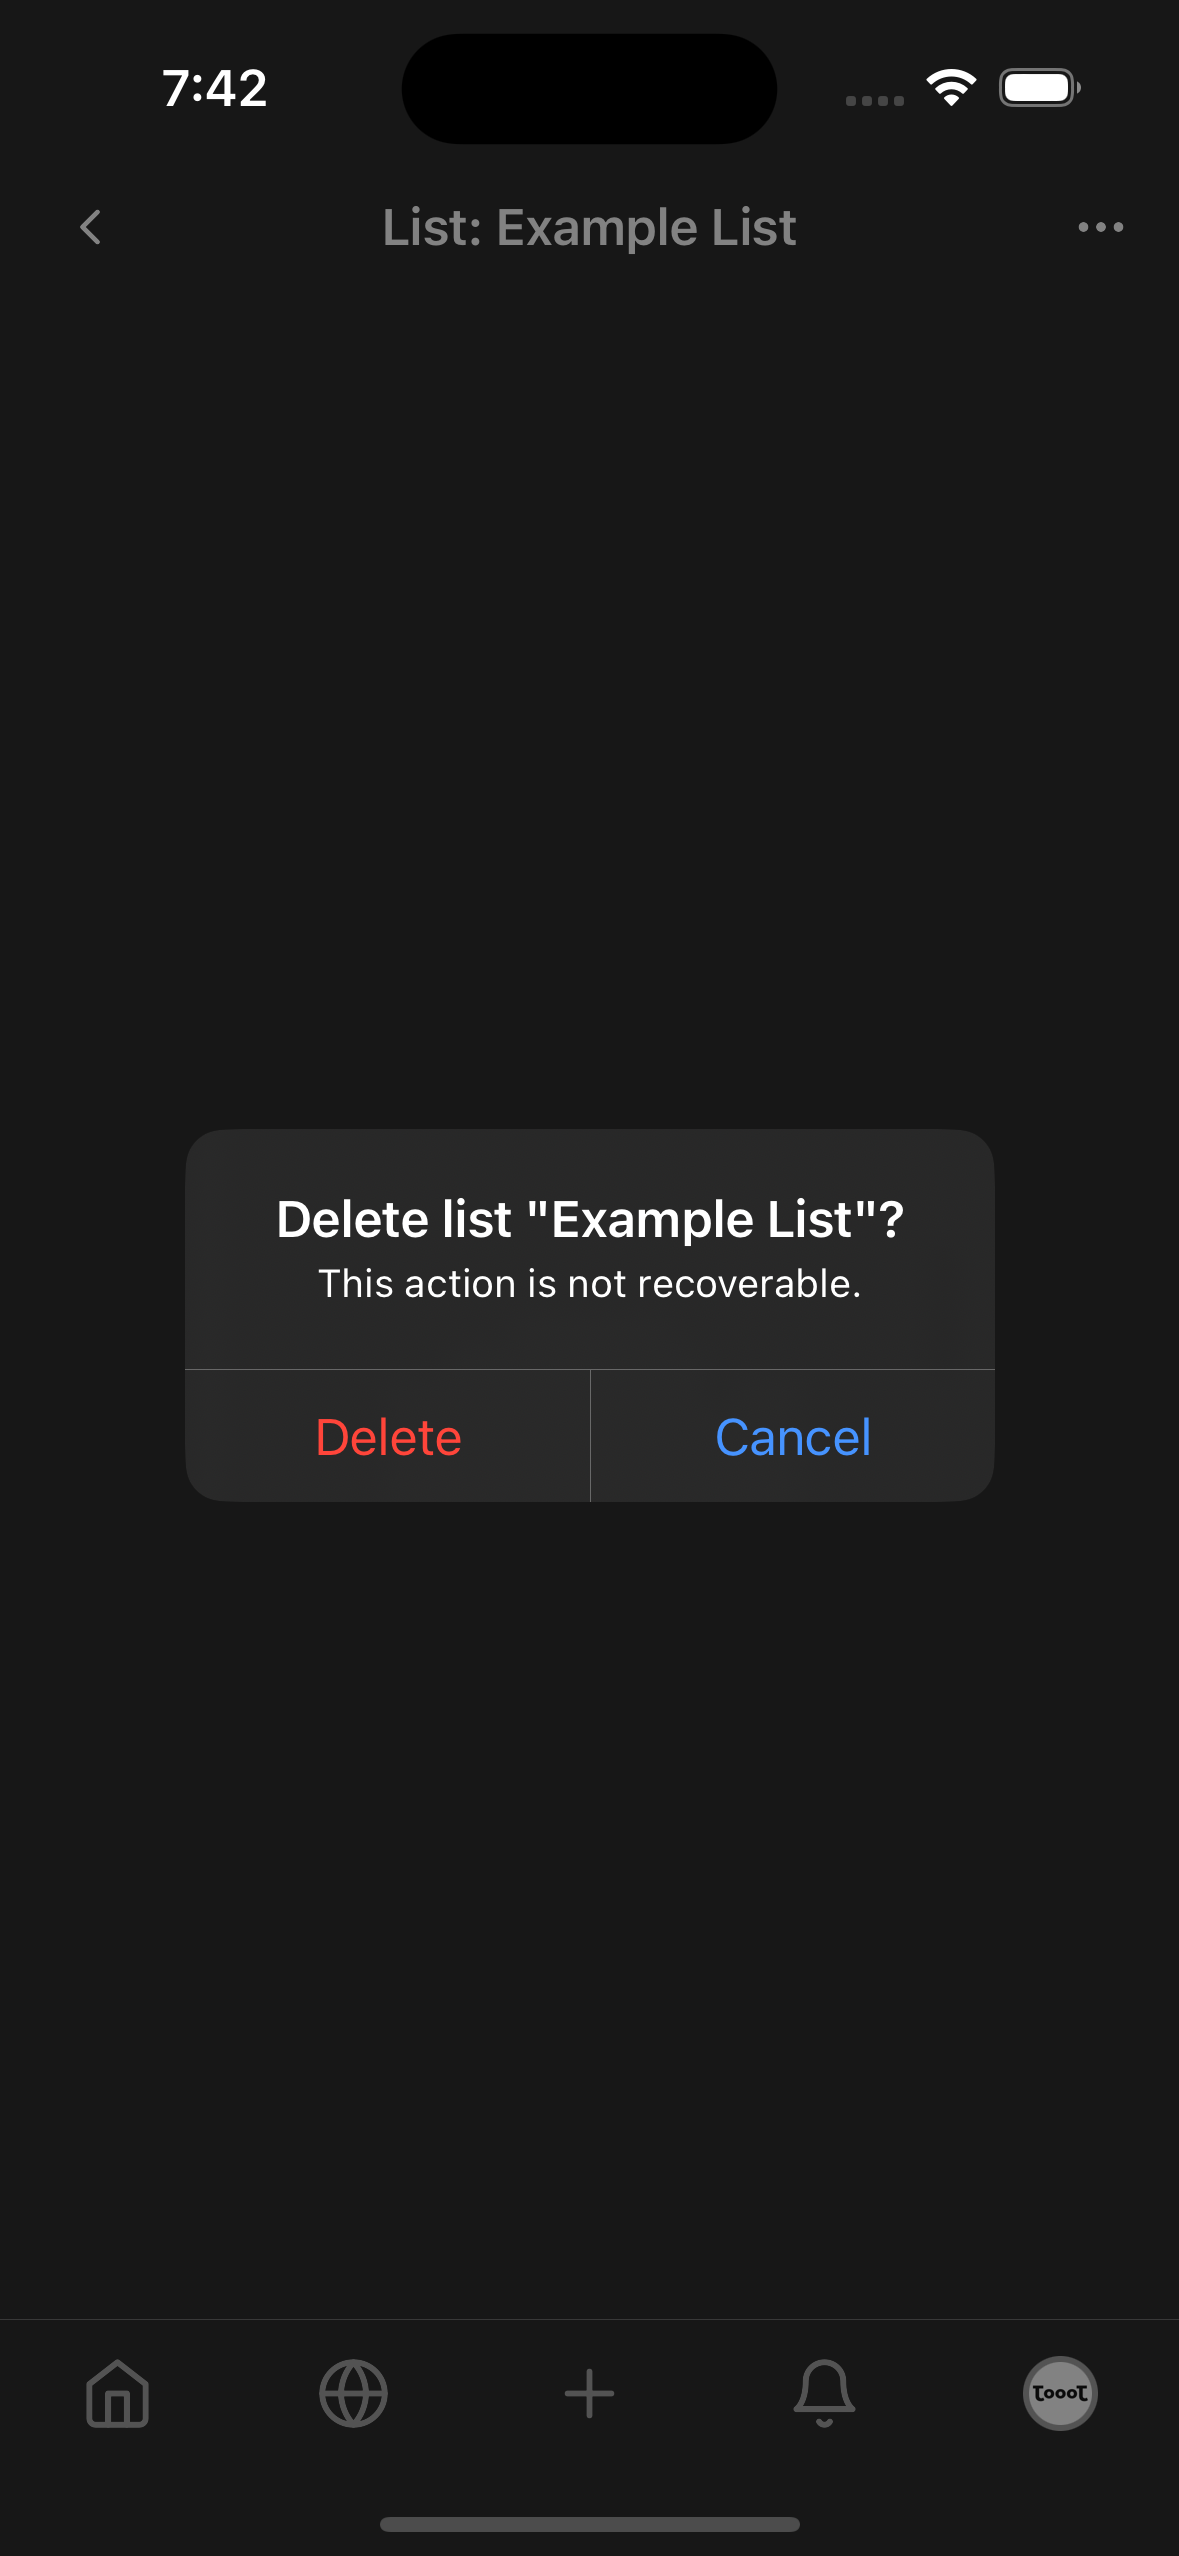 7:42
List: Example List
Delete list "Example List"?
This action is not recoverable.
Delete
Cancel
tooot